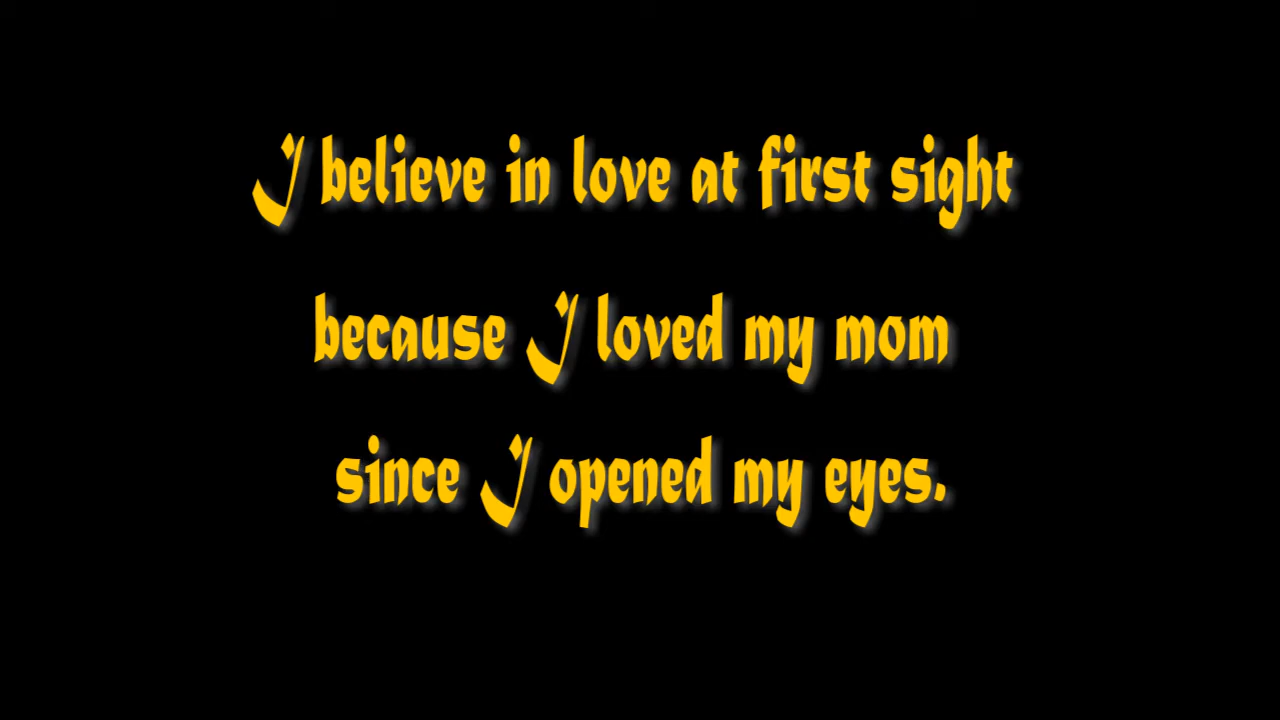 I believe in love at first sight
because I loved my mom
since I opened my eyes.